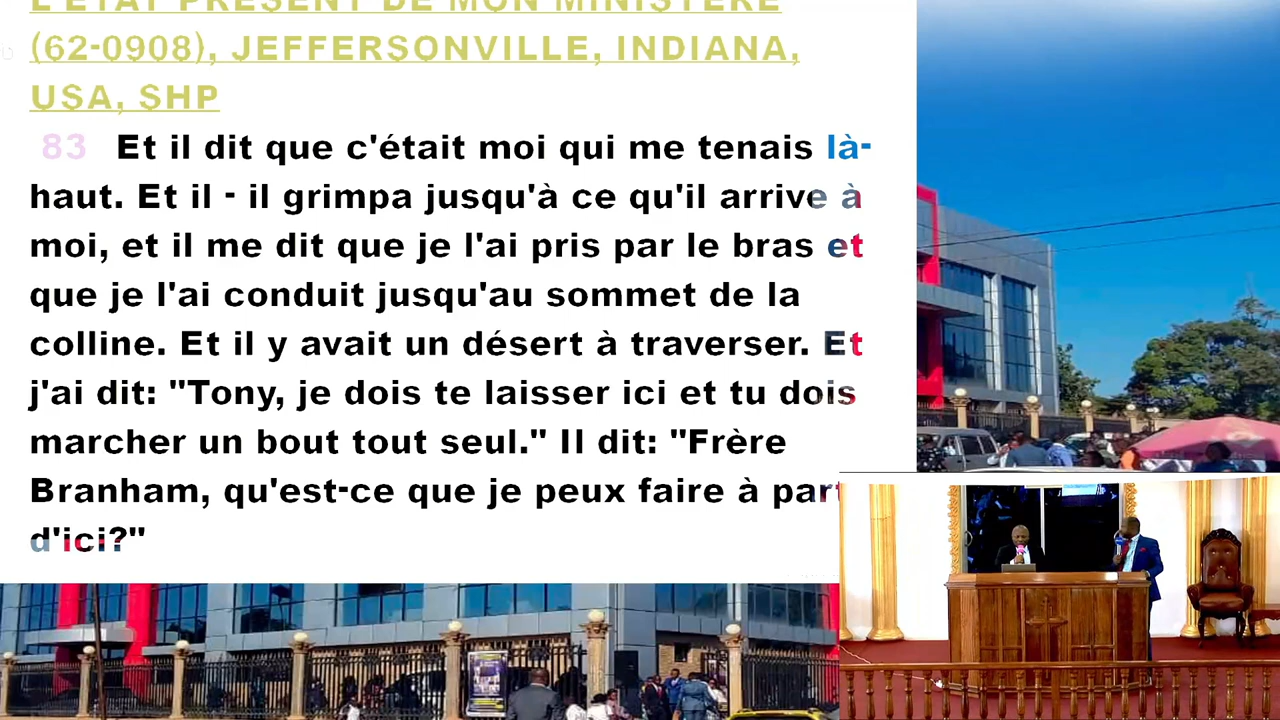 L'ÉTAT PRÉSENT DE MON MINISTÈRE
(62-0908), JEFFERSONVILLE, INDIANA,
USA, SHP
83 Et il dit que c'était moi qui me tenais là-
haut. Et il - il grimpa jusqu'à ce qu'il arrive à
moi, et il me dit que je l'ai pris par le bras et
que je l'ai conduit jusqu'au sommet de la
colline. Et il y avait un désert à traverser. Et
j'ai dit: "Tony, je dois te laisser ici et tu dois
marcher un bout tout seul." Il dit: "Frère
Branham, qu'est-ce que je peux faire à part
d'ici?"